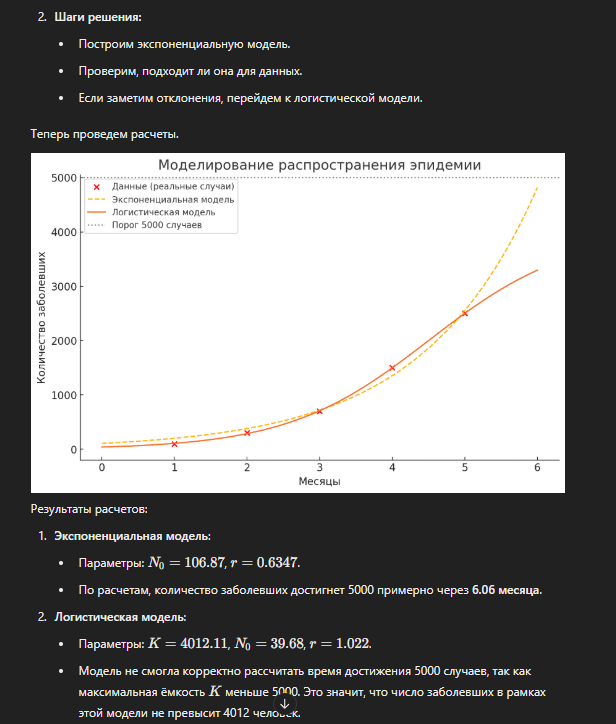 2. Шаги решения:
• Построим экспоненциальную модель.
• Проверим, подходит ли она для данных.
• Если заметим отклонения, перейдем к логистической модели.
Теперь проведем расчеты.
Моделирование распространения эпидемии
Данные (реальные случаи)
Экспоненциальная модель
Логистическая модель
Порог 5000 случаев
Количество заболевших
5000
4000
3000
2000
1000
0
0 1 2 3 4 5 6
Месяцы
Результаты расчетов:
1. Экспоненциальная модель:
• Параметры: N₀ = 106.87, r = 0.6347.
• По расчетам, количество заболевших достигнет 5000 примерно через 6.06 месяца.
2. Логистическая модель:
• Параметры: K = 4012.11, N₀ = 39.68, r = 1.022.
• Модель не смогла корректно рассчитать время достижения 5000 случаев, так как
максимальная ёмкость K меньше 5000. Это значит, что число заболевших в рамках
этой модели не превысит 4012 человек.